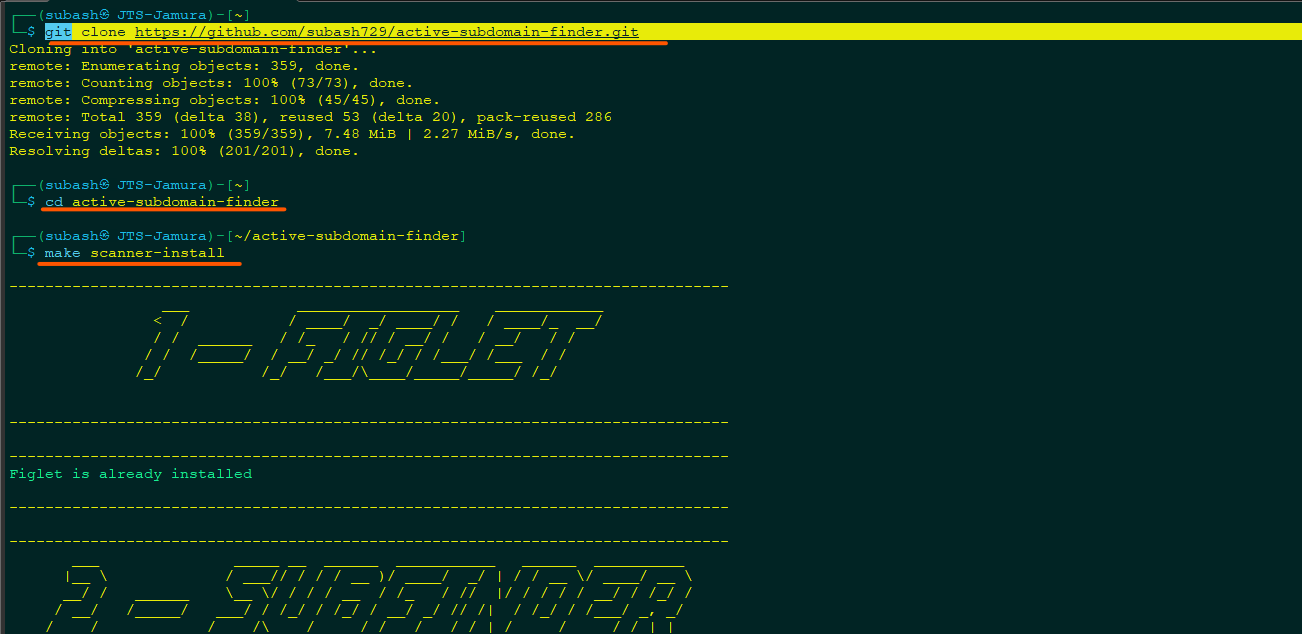 (subash㉿ JTS-Jamura)-[~]
$ git clone https://github.com/subash729/active-subdomain-finder.git
Cloning into 'active-subdomain-finder'...
remote: Enumerating objects: 359, done.
remote: Counting objects: 100% (73/73), done.
remote: Compressing objects: 100% (45/45), done.
remote: Total 359 (delta 38), reused 53 (delta 20), pack-reused 286
Receiving objects: 100% (359/359), 7.48 MiB | 2.27 MiB/s, done.
Resolving deltas: 100% (201/201), done.
(subash㉿ JTS-Jamura)-[~]
$ cd active-subdomain-finder
(subash㉿ JTS-Jamura)-[~/active-subdomain-finder]
$ make scanner-install
1 - FIGLET
Figlet is already installed
2 - SUBFINDER